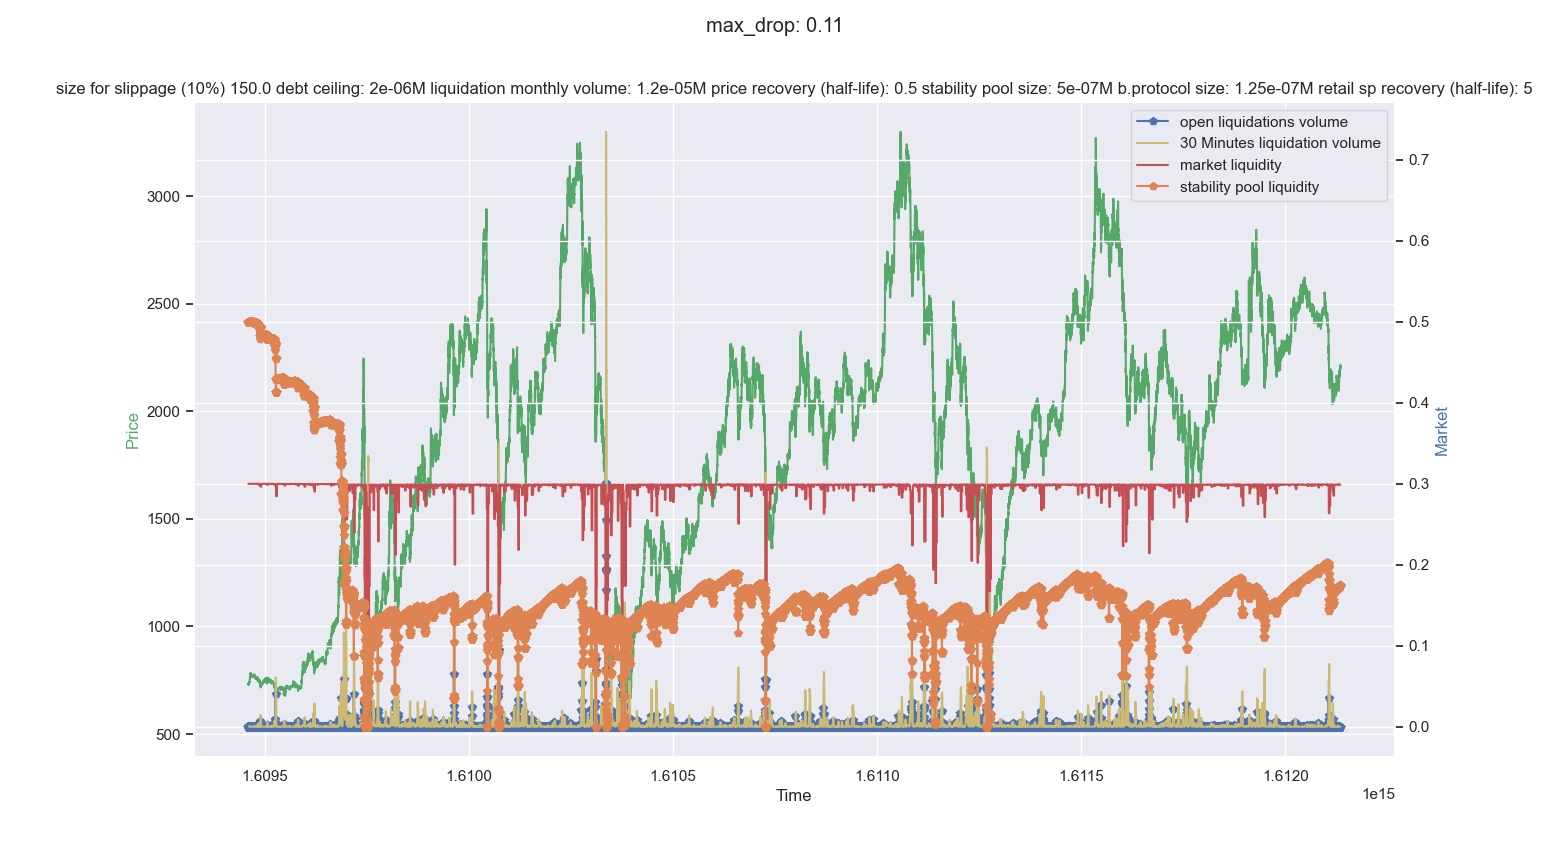 max_drop: 0.11
size for slippage (10%) 150.0 debt ceiling: 2e-06M liquidation monthly volume: 1.2e-05M price recovery (half-life): 0.5 stability pool size: 5e-07M b.protocol size: 1.25e-07M retail sp recovery (half-life): 5
open liquidations volume
30 Minutes liquidation volume
market liquidity
stability pool liquidity
3000
2500
2000
1500
1000
500
Price
0.7
0.6
0.5
0.4
0.3
0.2
0.1
0.0
Market
1.6095 1.6100 1.6105 1.6110 1.6115 1.6120
Time
1e15